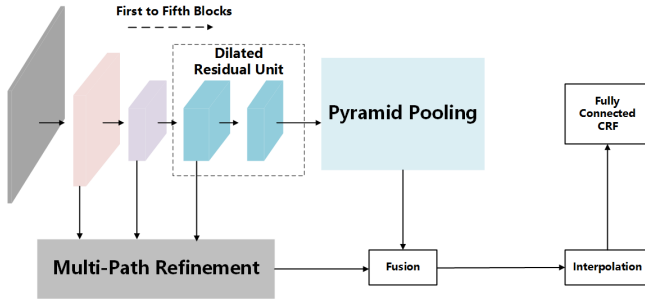 First to Fifth Blocks
Dilated
Residual Unit
Pyramid Pooling
Fully
Connected
CRF
Multi-Path Refinement
Fusion
Interpolation